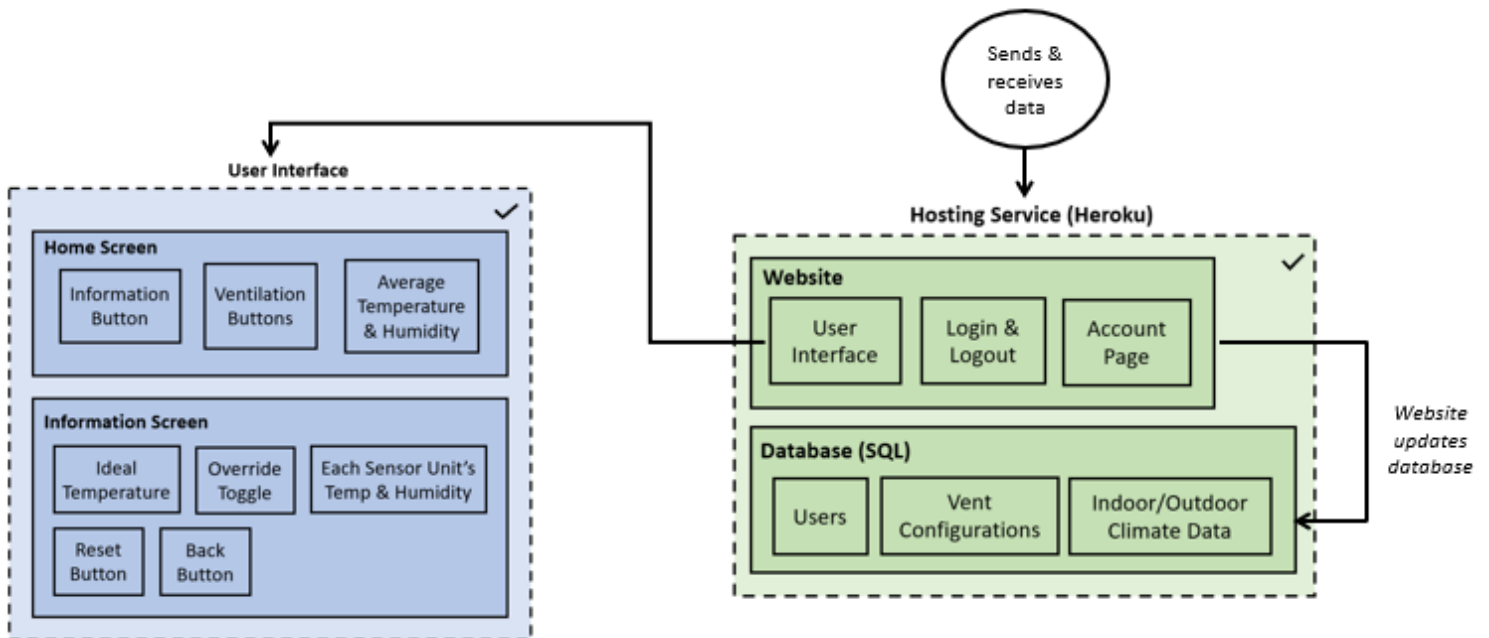 Sends &
receives
data
User Interface
Home Screen
Information
Button
Ventilation
Buttons
Average
Temperature
& Humidity
Information Screen
Ideal
Temperature
Override
Toggle
Each Sensor Unit's
Temp & Humidity
Reset
Button
Back
Button
Hosting Service (Heroku)
Website
User
Interface
Login &
Logout
Account
Page
Database (SQL)
Users
Vent
Configurations
Indoor/Outdoor
Climate Data
Website
updates
database